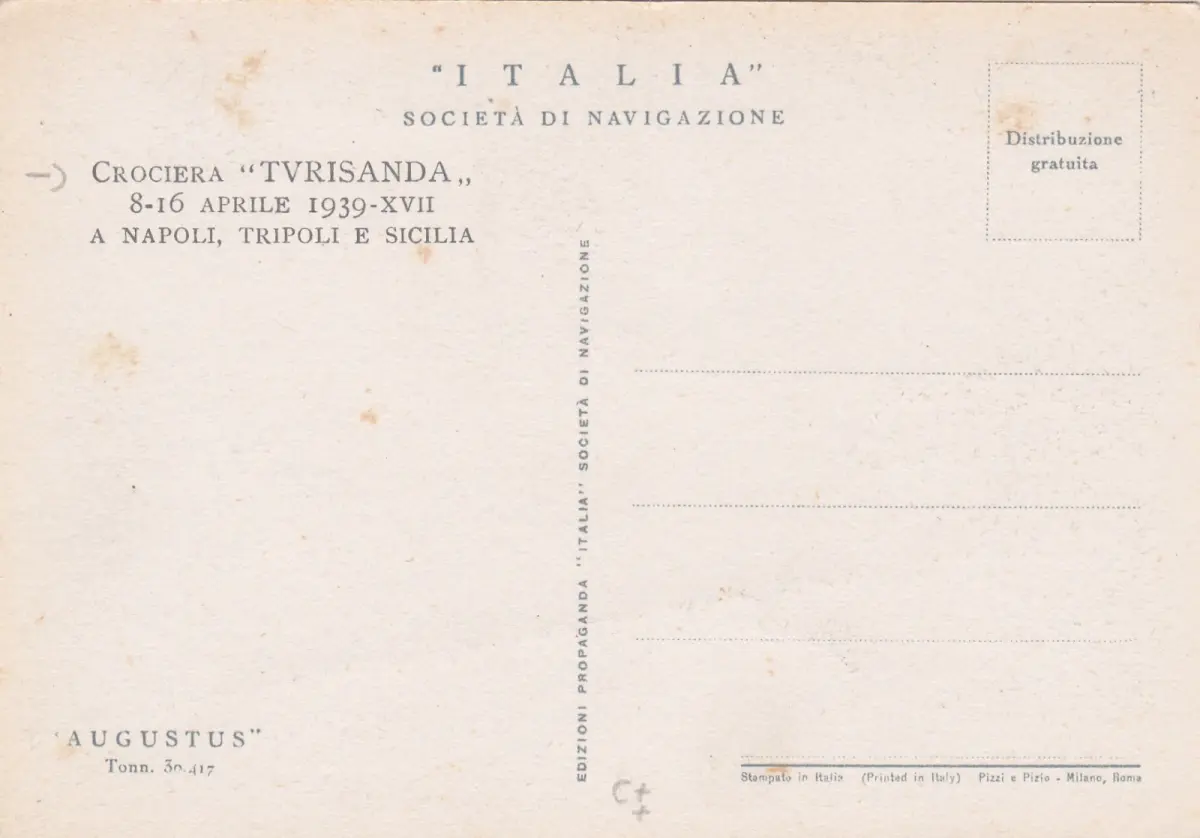 "ITALIA"
SOCIETÀ DI NAVIGAZIONE
Distribuzione
gratuita
CROCIERA “TVRISANDA„
8-16 APRILE 1939-XVII
A NAPOLI, TRIPOLI E SICILIA
EDIZIONI PROPAGANDA "ITALIA" SOCIETÀ DI NAVIGAZIONE
'AUGUSTUS"
Tonn. 30.417
Stampato in Italia (Printed in Italy) Pizzi e Pizio - Milano, Roma
C+
+